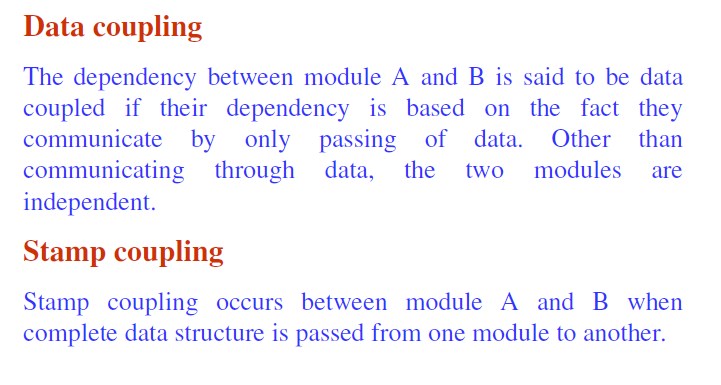 Data coupling
The dependency between module A and B is said to be data
coupled if their dependency is based on the fact they
communicate by only passing of data. Other than
communicating through data, the two modules are
independent.
Stamp coupling
Stamp coupling occurs between module A and B when
complete data structure is passed from one module to another.